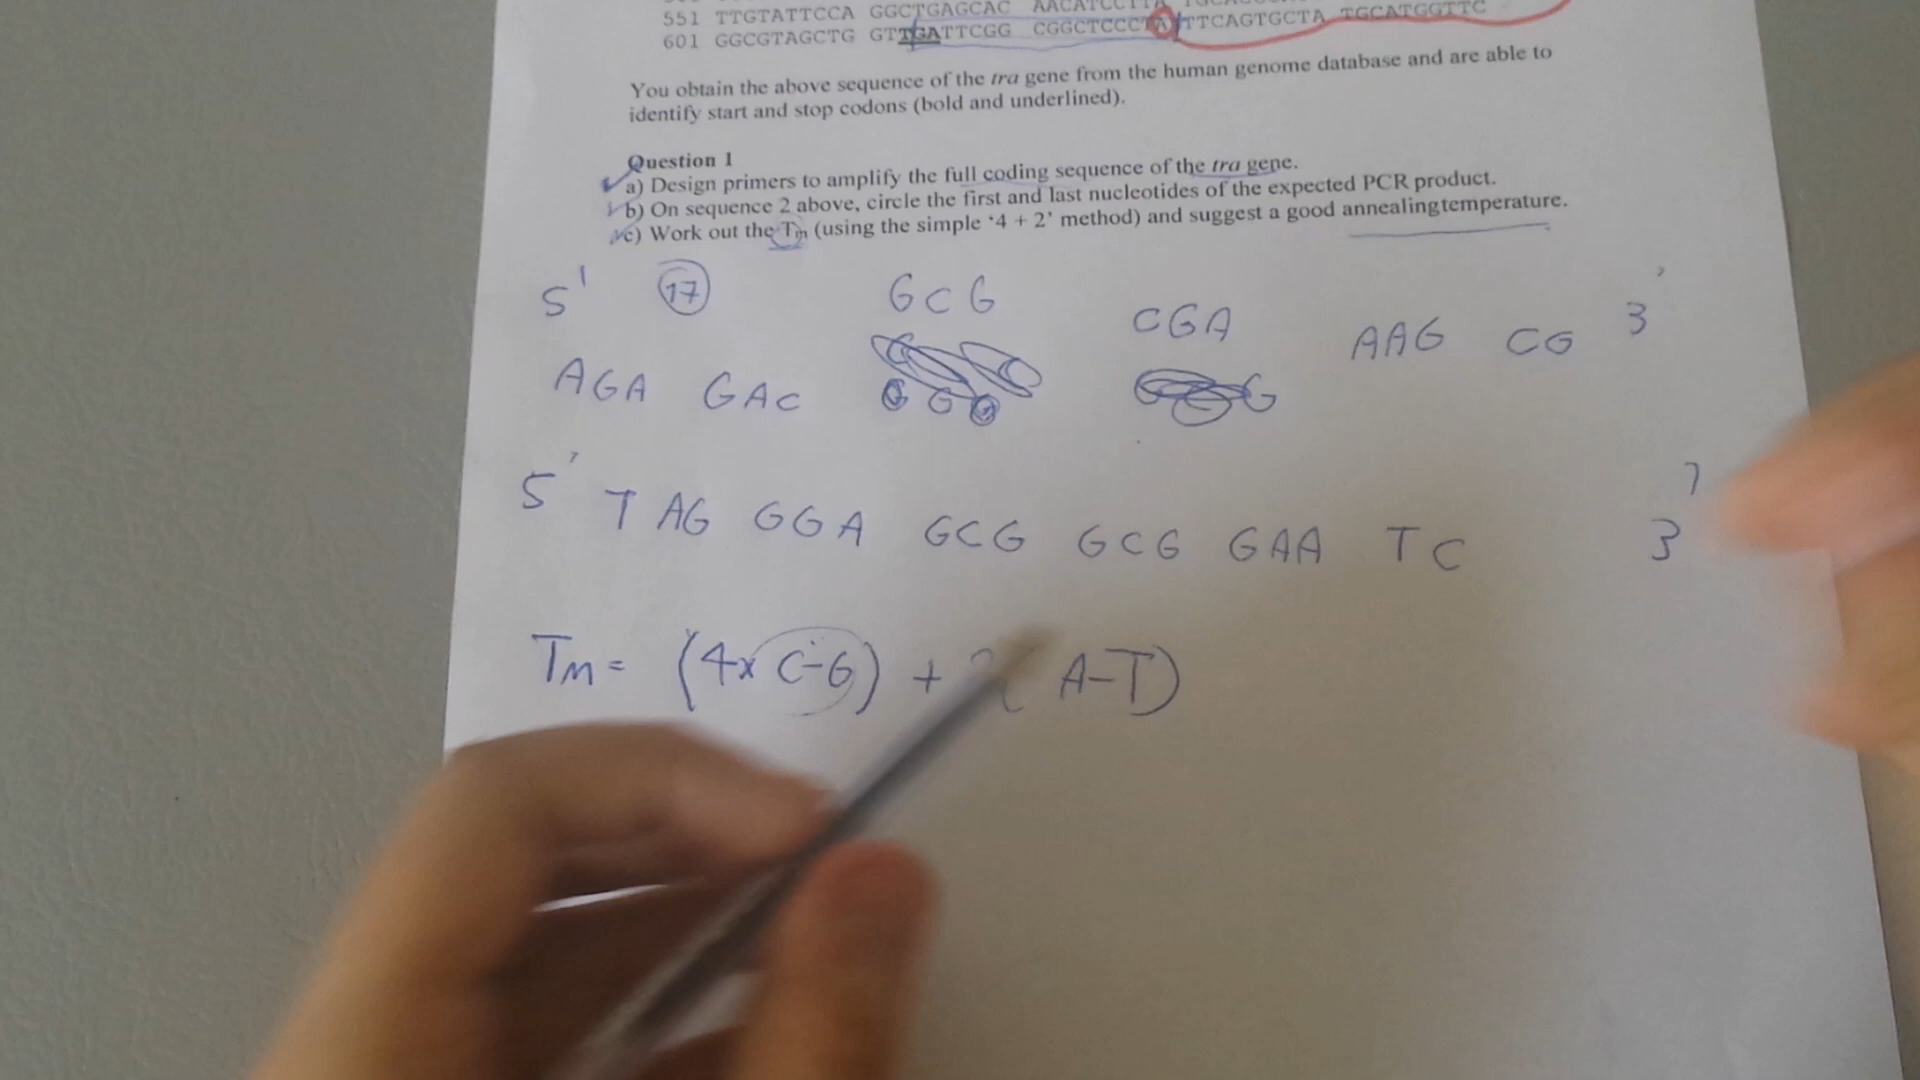 551 TTGTATTCCA GGCTGAGCAC AACATCCTTA
601 GGCGTAGCTG GTTGATTCGG CGGCTCCCTA TTCAGTGCTA TGCATGGTTC
You obtain the above sequence of the tra gene from the human genome database and are able to
identify start and stop codons (bold and underlined).
Question 1
a) Design primers to amplify the full coding sequence of the tra gene.
b) On sequence 2 above, circle the first and last nucleotides of the expected PCR product.
c) Work out the Tm (using the simple ‘4 + 2’ method) and suggest a good annealingtemperature.
5' 17 GCG CGA AAG CG 3'
AGA GAC
5' TAG GGA GCG GCG GAA TC 3'
Tm= (4x C-G) + 2( A-T)